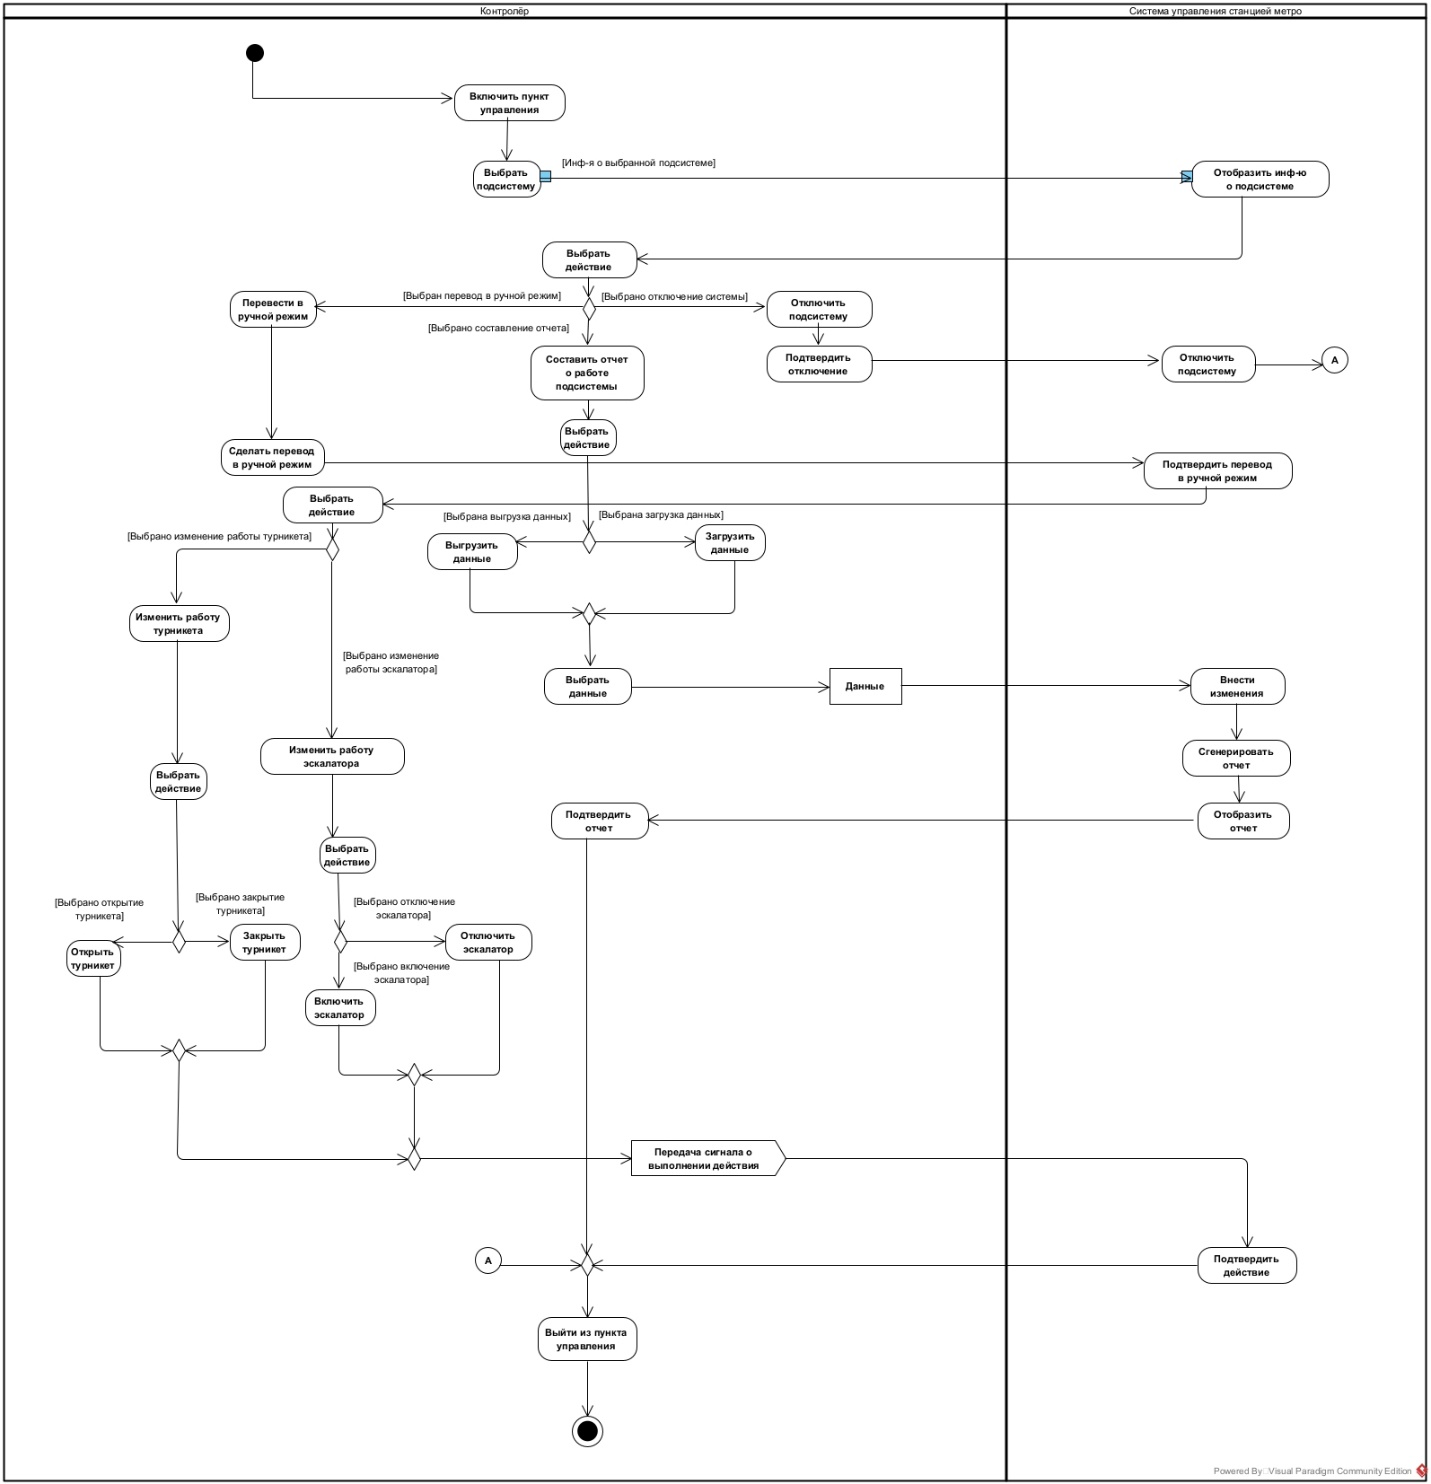 Контролёр
Система управления станцией метро
Включить пункт
управления
[Инф-я о выбранной подсистеме]
Выбрать
подсистему
Отобразить инф-ю
о подсистеме
Выбрать
действие
[Выбран перевод в ручной режим]
[Выбрано отключение системы]
Перевести в
ручной режим
Отключить
подсистему
[Выбрано составление отчета]
Составить отчет
о работе
подсистемы
Подтвердить
отключение
Отключить
подсистему
A
Выбрать
действие
Сделать перевод
в ручной режим
Подтвердить перевод
в ручной режим
Выбрать
действие
[Выбрана выгрузка данных]
[Выбрана загрузка данных]
[Выбрано изменение работы турникета]
Выгрузить
данные
Загрузить
данные
Изменить работу
турникета
[Выбрано изменение
работы эскалатора]
Выбрать
данные
Данные
Внести
изменения
Изменить работу
эскалатора
Сгенерировать
отчет
Выбрать
действие
Подтвердить
отчет
Отобразить
отчет
Выбрать
действие
[Выбрано открытие
турникета]
[Выбрано закрытие
турникета]
[Выбрано отключение
эскалатора]
Открыть
турникет
Закрыть
турникет
Отключить
эскалатор
[Выбрано включение
эскалатора]
Включить
эскалатор
Передача сигнала о
выполнении действия
A
Подтвердить
действие
Выйти из пункта
управления
Powered By: Visual Paradigm Community Edition